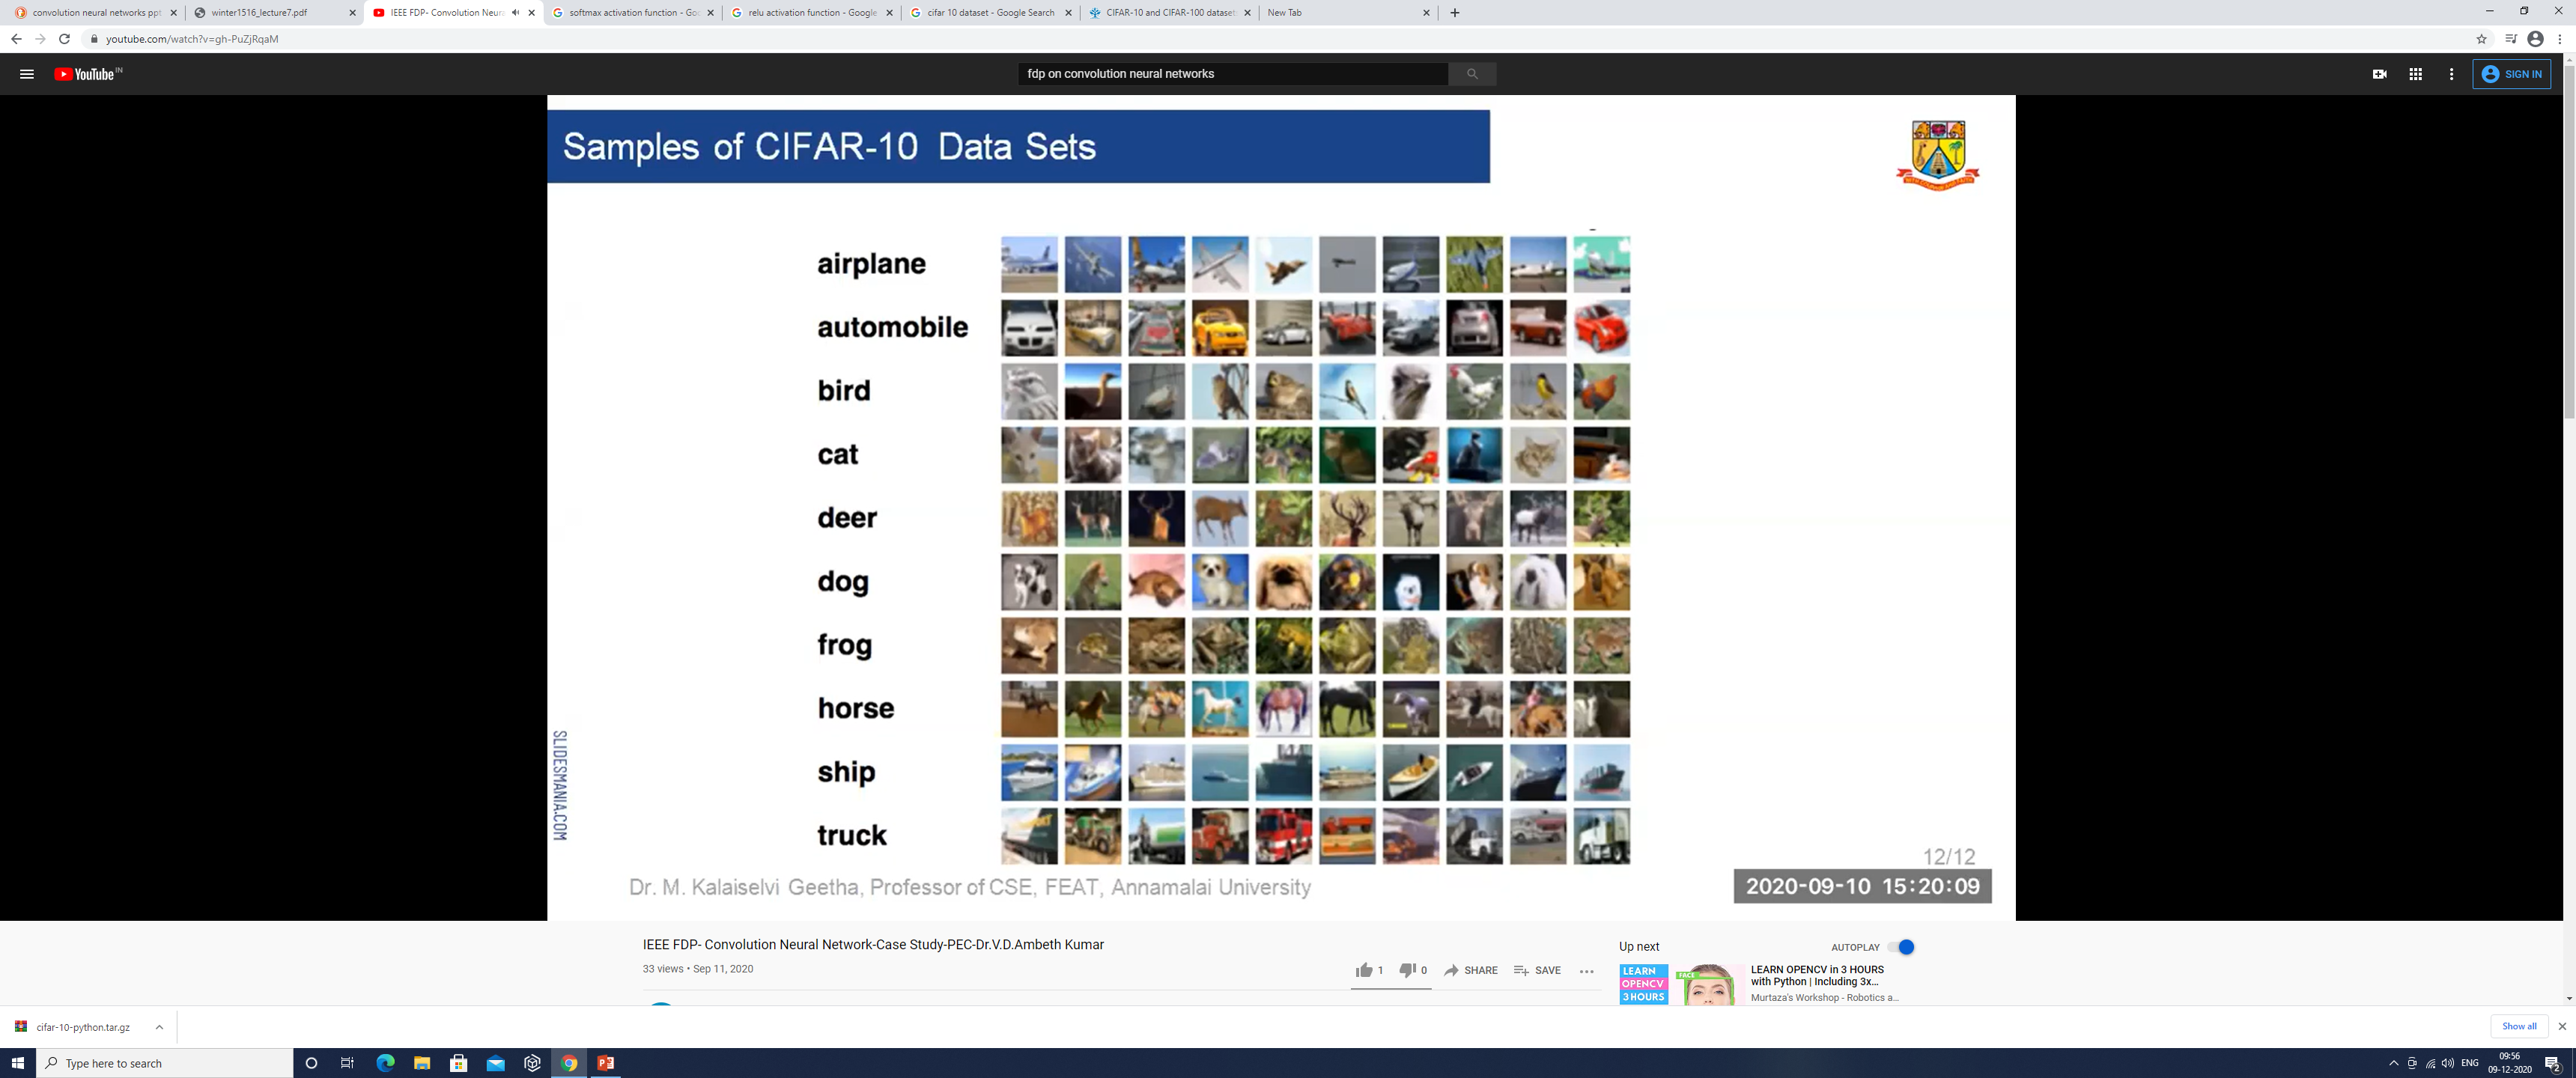 convolution neural networks ppt
winter1516_lecture7.pdf
IEEE FDP- Convolution Neur
softmax activation function - Goo
relu activation function - Google
cifar 10 dataset - Google Search
CIFAR-10 and CIFAR-100 dataset
New Tab
youtube.com/watch?v=gh-PuZjRqaM
YouTube IN
fdp on convolution neural networks
SIGN IN
Samples of CIFAR-10 Data Sets
airplane
automobile
bird
cat
deer
dog
frog
horse
ship
truck
SLIDESMANIA.COM
12/12
Dr. M. Kalaiselvi Geetha, Professor of CSE, FEAT, Annamalai University
2020-09-10 15:20:09
IEEE FDP- Convolution Neural Network-Case Study-PEC-Dr.V.D.Ambeth Kumar
33 views • Sep 11, 2020
1
0
SHARE
SAVE
Up next
AUTOPLAY
LEARN
OPENCV
3 HOURS
FACE
LEARN OPENCV in 3 HOURS
with Python | Including 3x...
Murtaza's Workshop - Robotics a...
cifar-10-python.tar.gz
Show all
Type here to search
ENG
09:56
09-12-2020
2